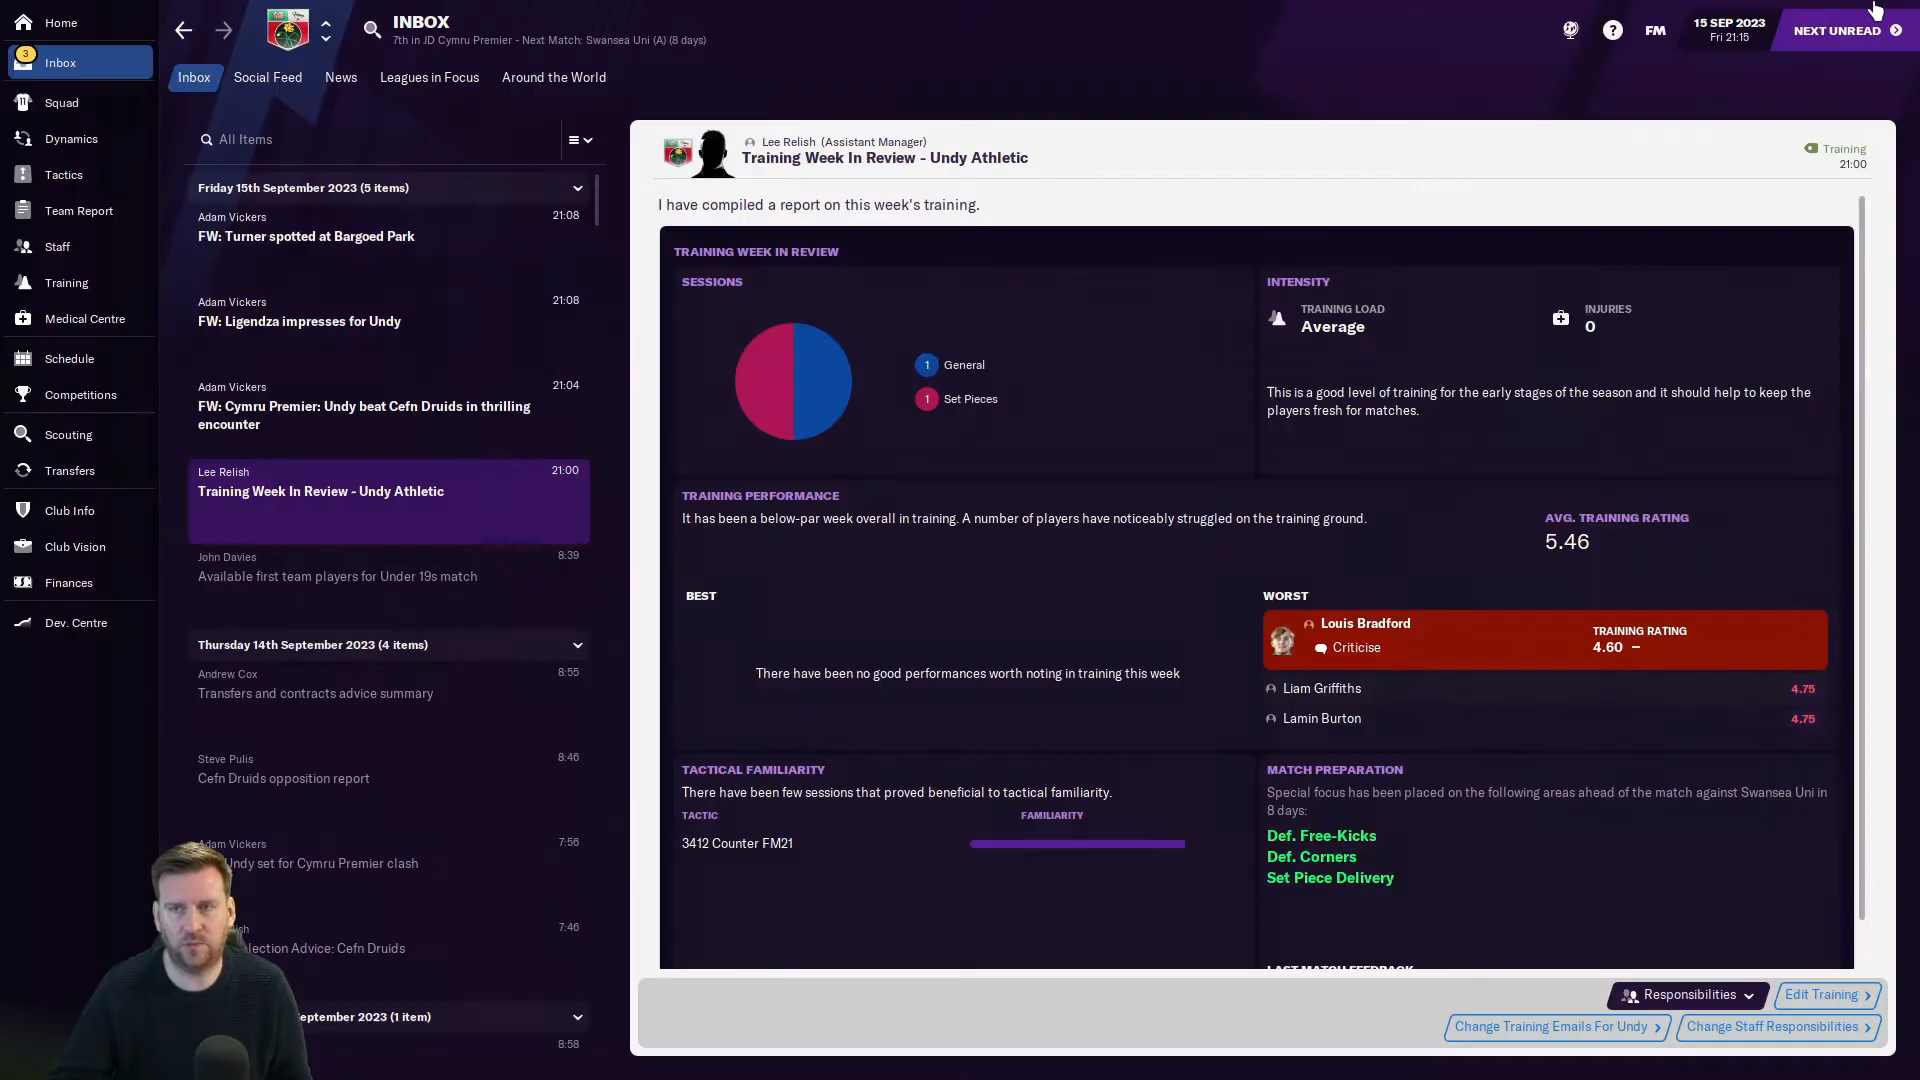 Home
Inbox
3
Squad
Dynamics
Tactics
Team Report
Staff
Training
Medical Centre
Schedule
Competitions
Scouting
Transfers
Club Info
Club Vision
Finances
Dev. Centre
INBOX
7th in JD Cymru Premier - Next Match: Swansea Uni (A) (8 days)
?
FM
15 SEP 2023
Fri 21:15
NEXT UNREAD
Inbox
Social Feed
News
Leagues in Focus
Around the World
All Items
Friday 15th September 2023 (5 items)
Adam Vickers 21:08
FW: Turner spotted at Bargoed Park
Adam Vickers 21:08
FW: Ligendza impresses for Undy
Adam Vickers 21:04
FW: Cymru Premier: Undy beat Cefn Druids in thrilling
encounter
Lee Relish 21:00
Training Week In Review - Undy Athletic
John Davies 8:39
Available first team players for Under 19s match
Thursday 14th September 2023 (4 items)
Andrew Cox 8:55
Transfers and contracts advice summary
Steve Pulis 8:46
Cefn Druids opposition report
Adam Vickers 7:56
Undy set for Cymru Premier clash
7:46
Advice: Cefn Druids
2023 (1 item)
8:58
Lee Relish (Assistant Manager)
Training Week In Review - Undy Athletic
Training
21:00
I have compiled a report on this week's training.
TRAINING WEEK IN REVIEW
SESSIONS
1 General
1 Set Pieces
INTENSITY
TRAINING LOAD
Average
INJURIES
0
This is a good level of training for the early stages of the season and it should help to keep the
players fresh for matches.
TRAINING PERFORMANCE
It has been a below-par week overall in training. A number of players have noticeably struggled on the training ground.
AVG. TRAINING RATING
5.46
BEST
There have been no good performances worth noting in training this week
WORST
Louis Bradford
Criticise
TRAINING RATING
4.60 –
Liam Griffiths 4.75
Lamin Burton 4.75
TACTICAL FAMILIARITY
There have been few sessions that proved beneficial to tactical familiarity.
TACTIC FAMILIARITY
3412 Counter FM21
MATCH PREPARATION
Special focus has been placed on the following areas ahead of the match against Swansea Uni in
8 days:
Def. Free-Kicks
Def. Corners
Set Piece Delivery
LAST MATCH FEEDBACK
Responsibilities
Edit Training
Change Training Emails For Undy
Change Staff Responsibilities